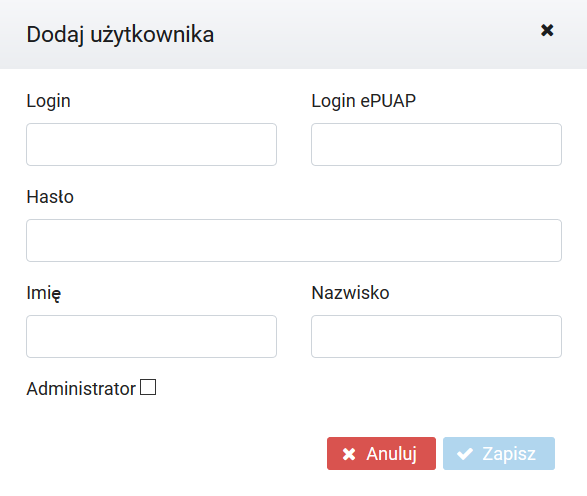 Dodaj użytkownika
Login
Login ePUAP
Hasło
Imię
Nazwisko
Administrator
Anuluj
Zapisz